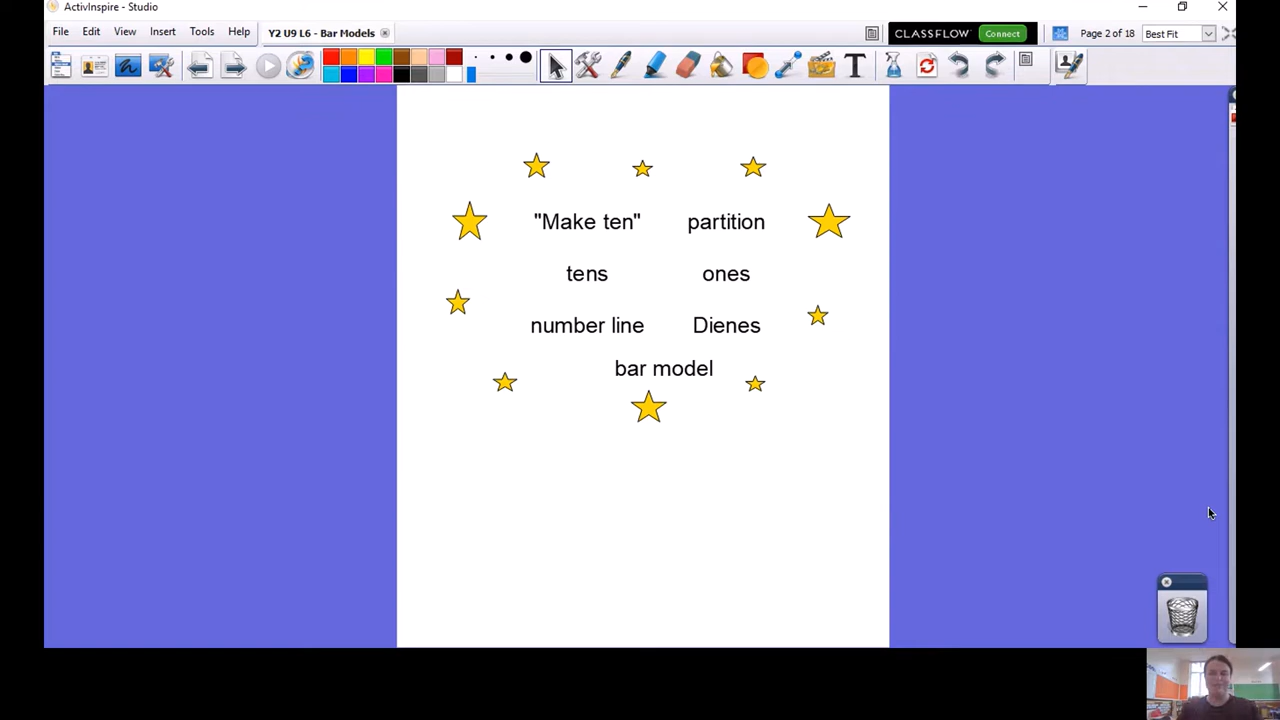 ActivInspire - Studio
File Edit View Insert Tools Help
Y2 U9 L6 - Bar Models
CLASSFLOW Connect
Page 2 of 18
Best Fit
T
"Make ten" partition
tens ones
number line Dienes
bar model